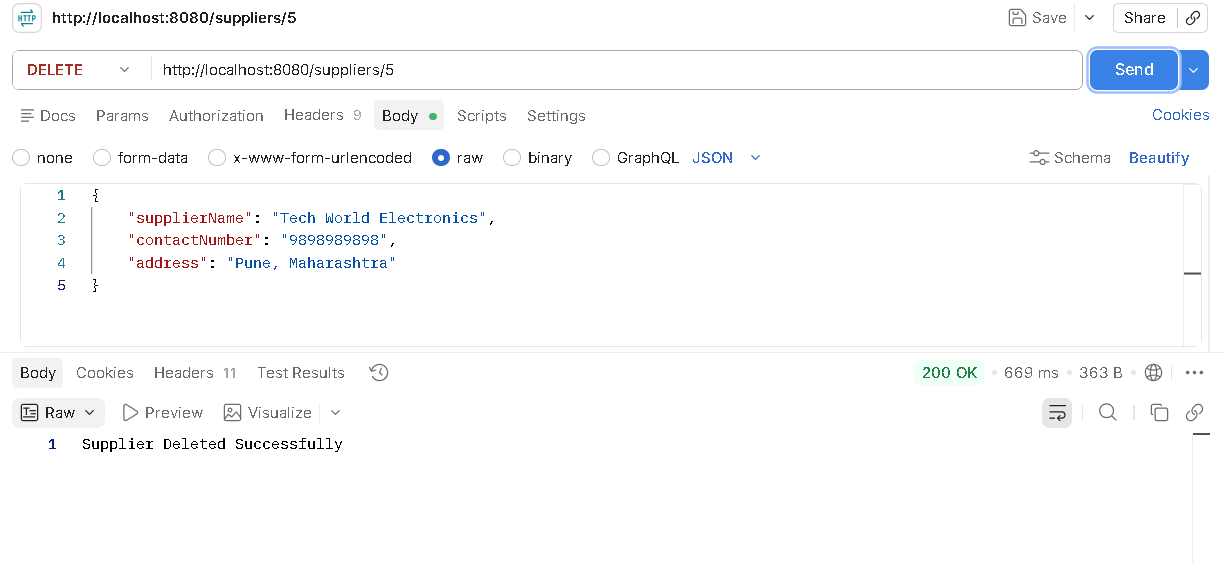 HTTP http://localhost:8080/suppliers/5 Save Share
DELETE http://localhost:8080/suppliers/5 Send
Docs Params Authorization Headers 9 Body Scripts Settings Cookies
none form-data x-www-form-urlencoded raw binary GraphQL JSON Schema Beautify
1 {
2 "supplierName": "Tech World Electronics",
3 "contactNumber": "9898989898",
4 "address": "Pune, Maharashtra"
5 }
Body Cookies Headers 11 Test Results 200 OK 669 ms 363 B
Raw Preview Visualize
1 Supplier Deleted Successfully